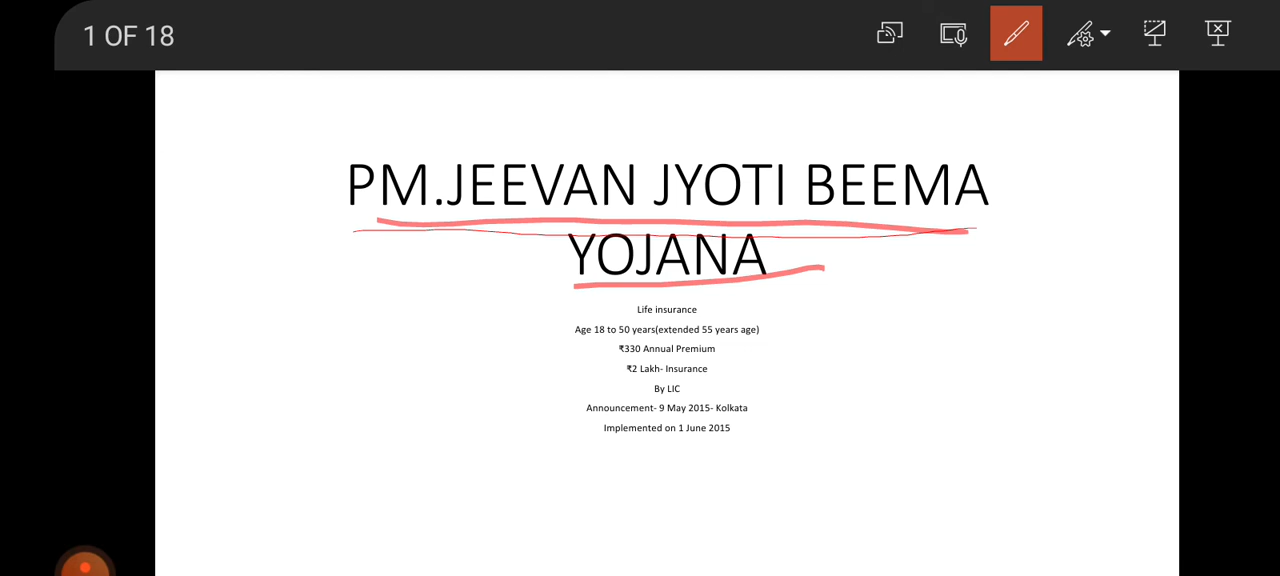 1 OF 18
PM.JEEVAN JYOTI BEEMA
YOJANA
Life insurance
Age 18 to 50 years(extended 55 years age)
₹330 Annual Premium
₹2 Lakh- Insurance
By LIC
Announcement- 9 May 2015- Kolkata
Implemented on 1 June 2015